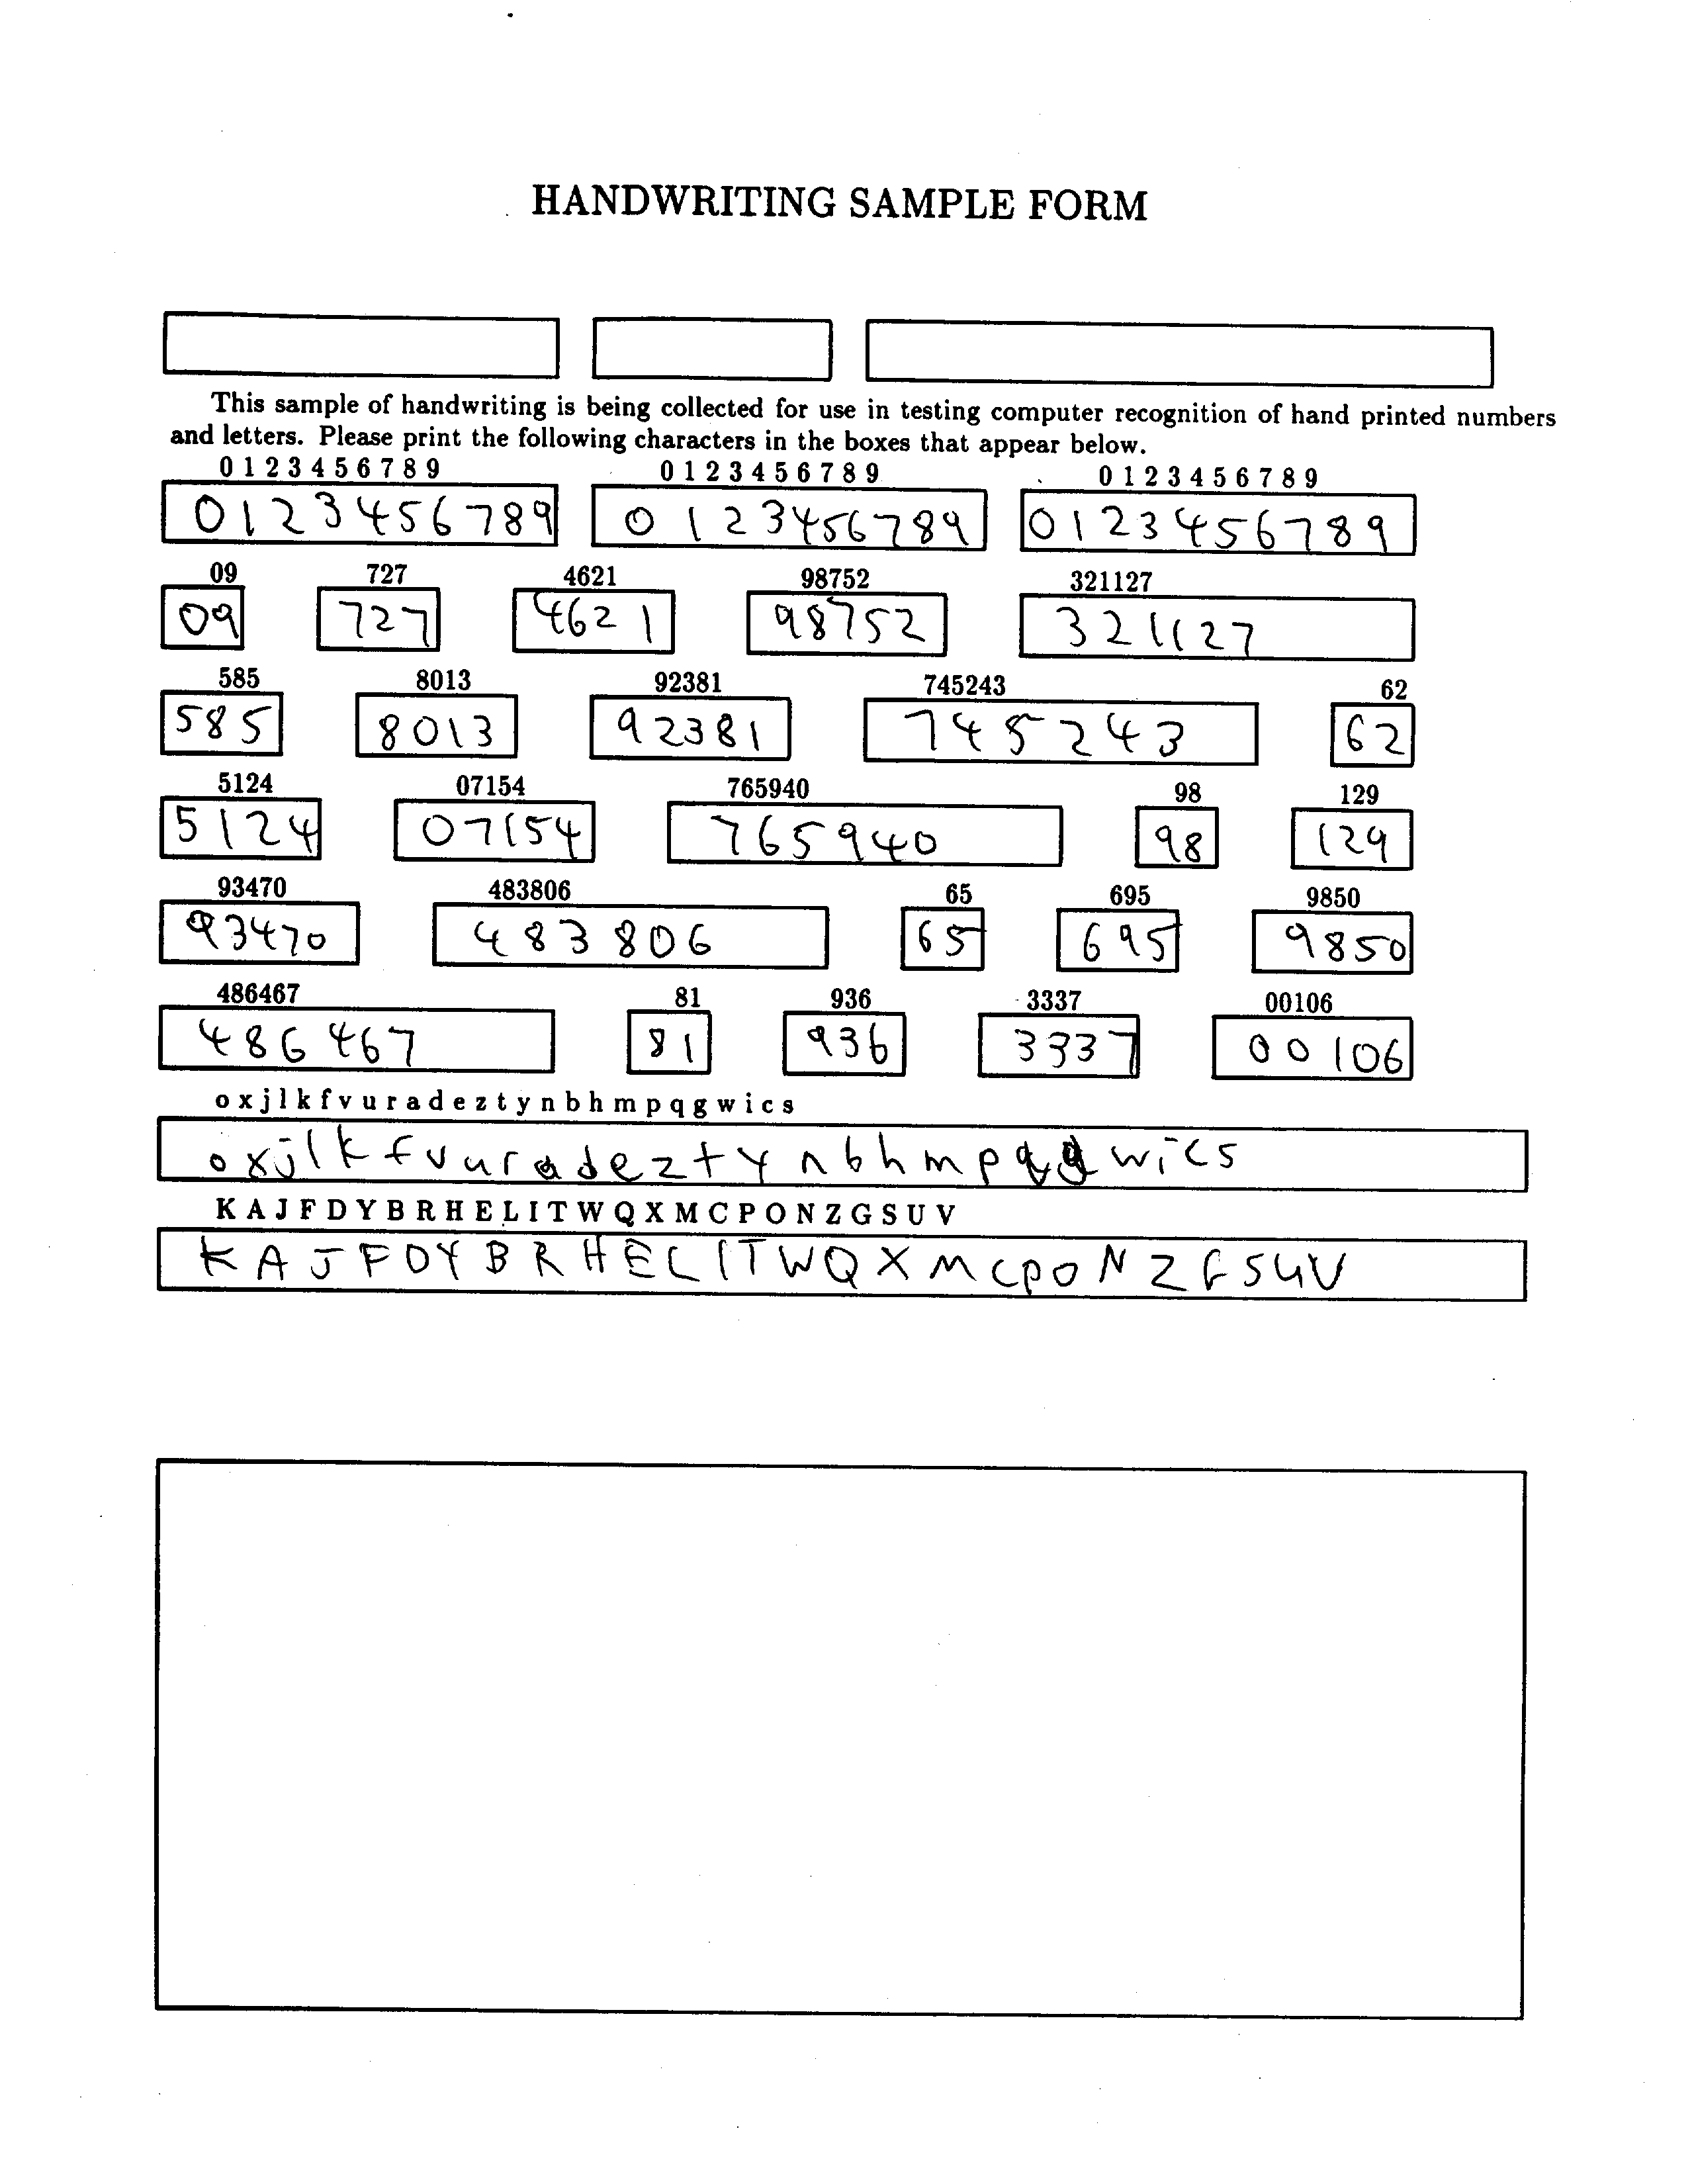 HANDWRITING SAMPLE FORM
This sample of handwriting is being collected for use in testing computer recognition of hand printed numbers
and letters. Please print the following characters in the boxes that appear below.
0 1 2 3 4 5 6 7 8 9 0 1 2 3 4 5 6 7 8 9 0 1 2 3 4 5 6 7 8 9
0123456789 0123456789 0123456789
09 727 4621 98752 321127
09 727 4621 98752 321127
585 8013 92381 745243 62
585 8013 92381 745243 62
5124 07154 765940 98 129
5124 07154 765940 98 129
93470 483806 65 695 9850
93470 483806 65 695 9850
486467 81 936 3337 00106
486467 81 936 3337 00106
o x j l k f v u r a d e z t y n b h m p q g w i c s
o x j l k f v u r a d e z t y n b h m p q g w i c s
K A J F D Y B R H E L I T W Q X M C P O N Z G S U V
K A J F D Y B R H E L I T W Q X M C P O N Z G S U V